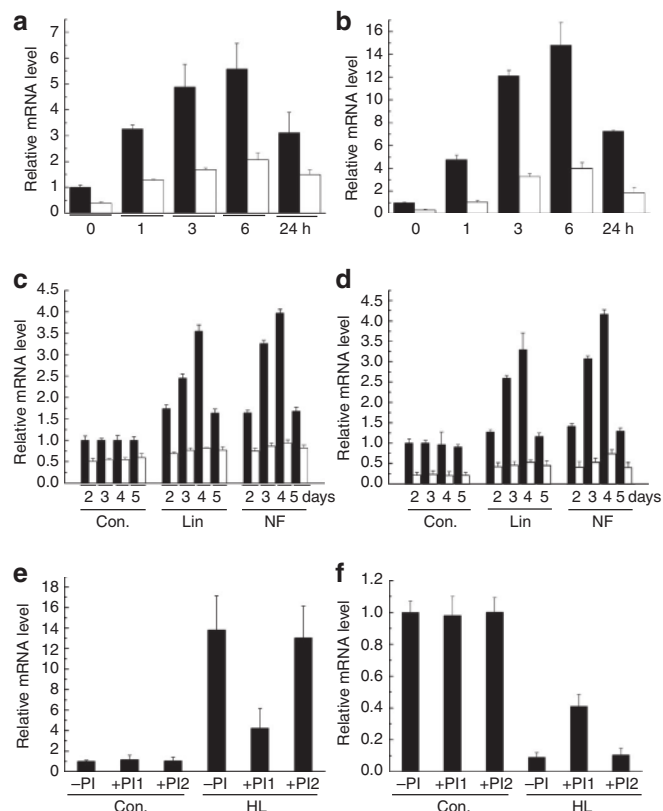 a
b
Relative mRNA level
7
6
5
4
3
2
1
0
0 1 3 6 24 h
Relative mRNA level
16
14
12
10
8
6
4
2
0
0 1 3 6 24 h
c
d
Relative mRNA level
4.5
3.5
3.0
2.5
2.0
1.5
1.0
0.5
0.0
2 3 4 5 2 3 4 5 2 3 4 5 days
Con. Lin NF
Relative mRNA level
4.5
3.5
3.0
2.5
2.0
1.5
1.0
0.5
0.0
2 3 4 5 2 3 4 5 2 3 4 5 days
Con. Lin NF
e
f
Relative mRNA level
18
16
14
12
10
8
6
4
2
0
–PI +PI1 +PI2 –PI +PI1 +PI2
Con. HL
Relative mRNA level
1.2
1.0
0.8
0.6
0.4
0.2
0.0
–PI +PI1 +PI2 –PI +PI1 +PI2
Con. HL